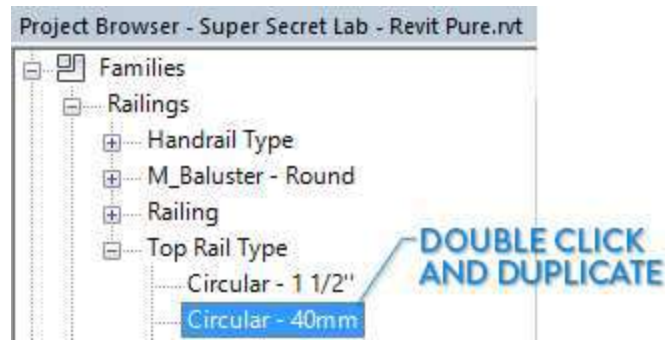 Project Browser - Super Secret Lab - Revit Pure.rvt
Families
Railings
Handrail Type
M_Baluster - Round
Railing
Top Rail Type
Circular - 1 1/2"
Circular - 40mm
DOUBLE CLICK
AND DUPLICATE